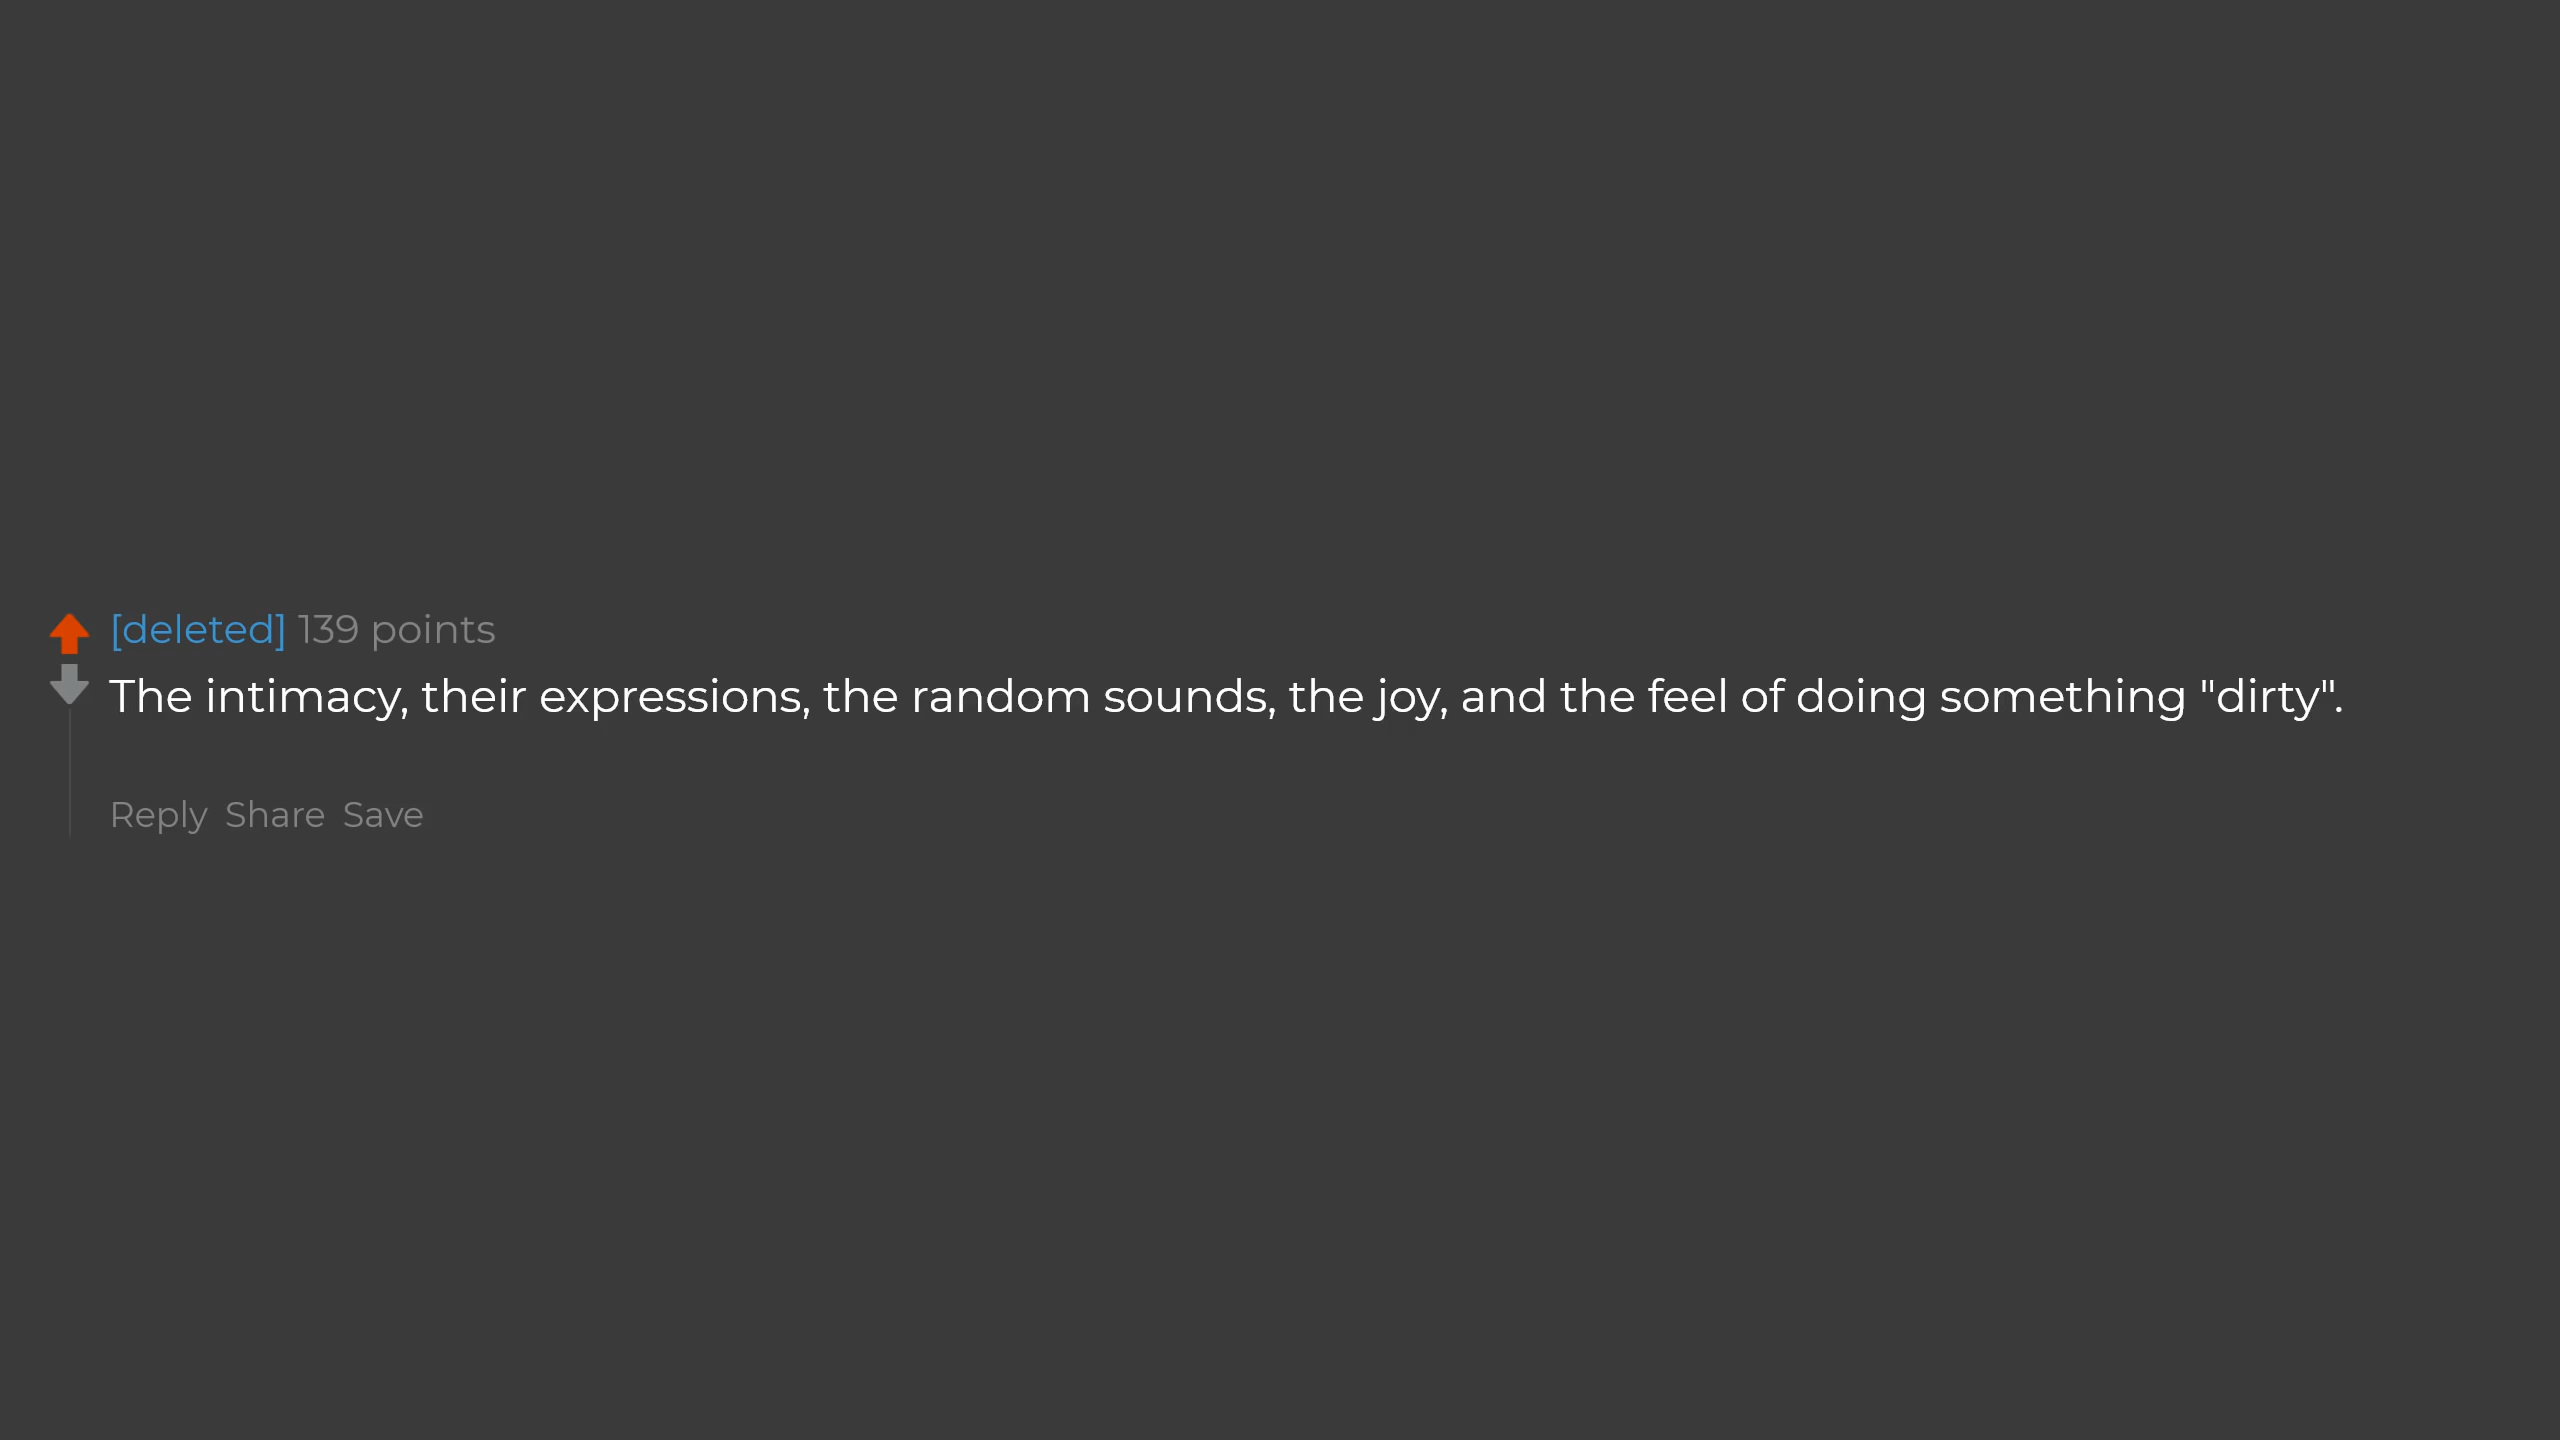 [deleted] 139 points
The intimacy, their expressions, the random sounds, the joy, and the feel of doing something "dirty".
Reply Share Save